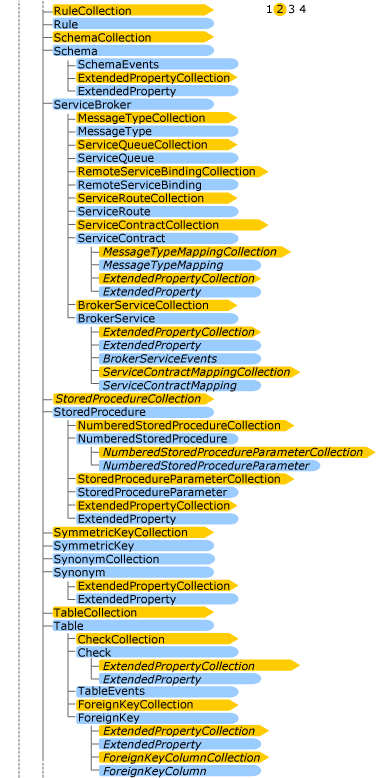 RuleCollection 1 2 3 4
Rule
SchemaCollection
Schema
SchemaEvents
ExtendedPropertyCollection
ExtendedProperty
ServiceBroker
MessageTypeCollection
MessageType
ServiceQueueCollection
ServiceQueue
RemoteServiceBindingCollection
RemoteServiceBinding
ServiceRouteCollection
ServiceRoute
ServiceContractCollection
ServiceContract
MessageTypeMappingCollection
MessageTypeMapping
ExtendedPropertyCollection
ExtendedProperty
BrokerServiceCollection
BrokerService
ExtendedPropertyCollection
ExtendedProperty
BrokerServiceEvents
ServiceContractMappingCollection
ServiceContractMapping
StoredProcedureCollection
StoredProcedure
NumberedStoredProcedureCollection
NumberedStoredProcedure
NumberedStoredProcedureParameterCollection
NumberedStoredProcedureParameter
StoredProcedureParameterCollection
StoredProcedureParameter
ExtendedPropertyCollection
ExtendedProperty
SymmetricKeyCollection
SymmetricKey
SynonymCollection
Synonym
ExtendedPropertyCollection
ExtendedProperty
TableCollection
Table
CheckCollection
Check
ExtendedPropertyCollection
ExtendedProperty
TableEvents
ForeignKeyCollection
ForeignKey
ExtendedPropertyCollection
ExtendedProperty
ForeignKeyColumnCollection
ForeignKeyColumn